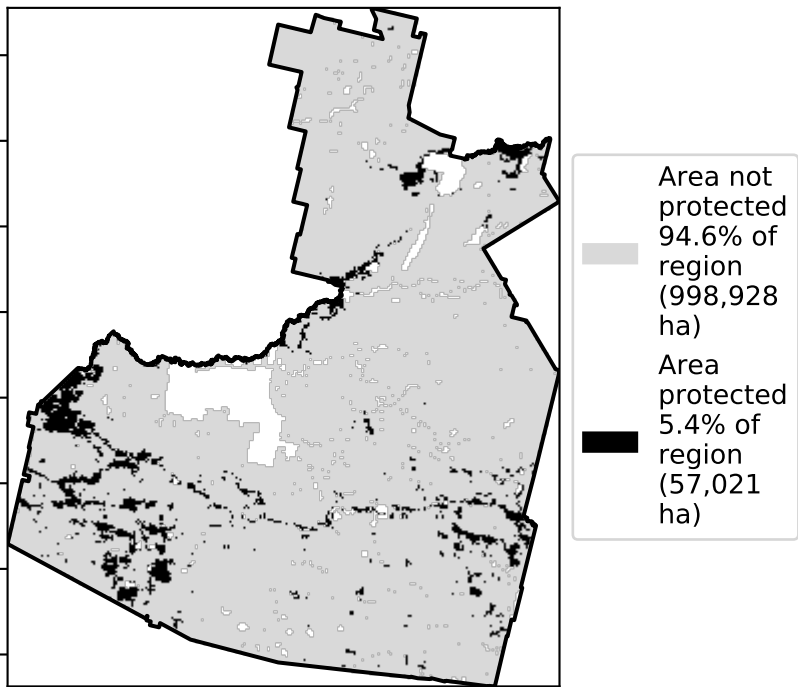 Area not
protected
94.6% of
region
(998,928
ha)
Area
protected
5.4% of
region
(57,021
ha)